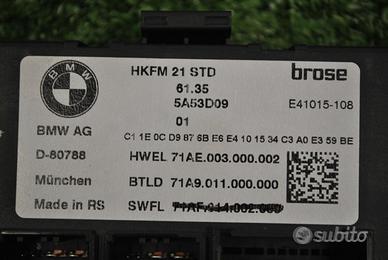 BMW
HKFM 21 STD
brose
61.35
5A53D09
E41015-108
01
BMW AG
C1 1E 0C D9 87 6B E6 E4 10 15 34 C3 A0 E3 59 BE
D-80788
HWEL 71AE.003.000.002
München
BTLD 71A9.011.000.000
Made in RS
SWFL
subito